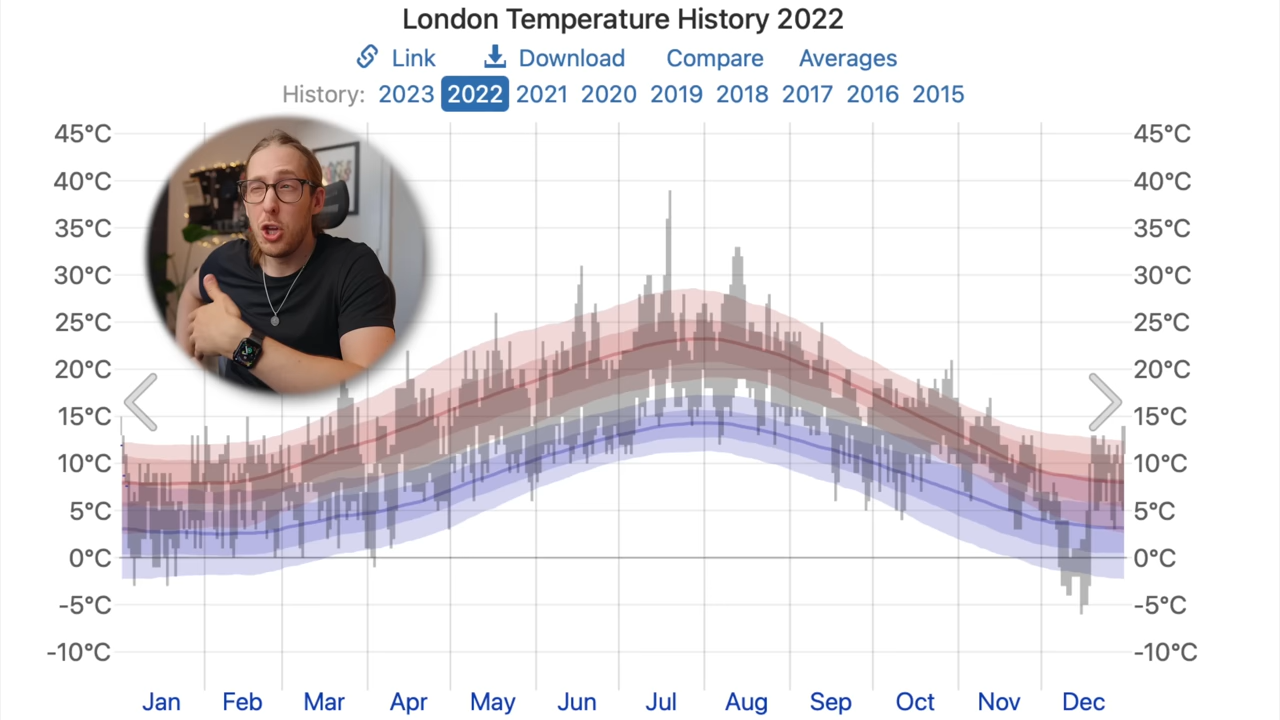 London Temperature History 2022
Link Download Compare Averages
History: 2023 2022 2021 2020 2019 2018 2017 2016 2015
45°C 45°C
40°C 40°C
35°C 35°C
30°C 30°C
25°C 25°C
20°C 20°C
15°C 15°C
10°C 10°C
5°C 5°C
0°C 0°C
-5°C -5°C
-10°C -10°C
Jan Feb Mar Apr May Jun Jul Aug Sep Oct Nov Dec